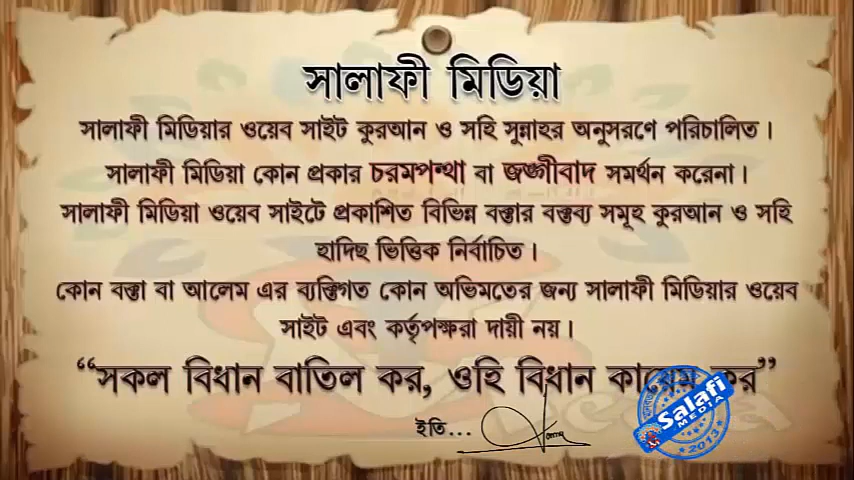 সালাফী মিডিয়া
সালাফী মিডিয়ার ওয়েব সাইট কুরআন ও সহি সুন্নাহর অনুসরণে পরিচালিত।
সালাফী মিডিয়া কোন প্রকার চরমপন্থা বা জঙ্গীবাদ সমর্থন করেনা।
সালাফী মিডিয়া ওয়েব সাইটে প্রকাশিত বিভিন্ন বক্তার বক্তব্য সমূহ কুরআন ও সহি
হাদিছ ভিত্তিক নির্বাচিত।
কোন বক্তা বা আলেম এর ব্যক্তিগত কোন অভিমতের জন্য সালাফী মিডিয়ার ওয়েব
সাইট এবং কর্তৃপক্ষরা দায়ী নয়।
“সকল বিধান বাতিল কর, ওহি বিধান কায়েম কর”
ইতি...
Salafi
MEDIA
2013